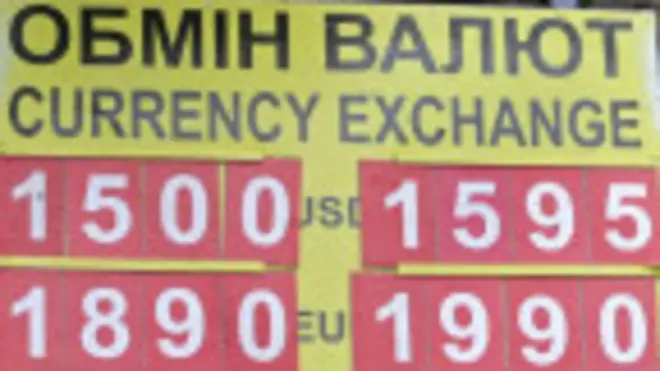 ОБМІН ВАЛЮТ
CURRENCY EXCHANGE
1500 USD 1595
1890 EU 1990